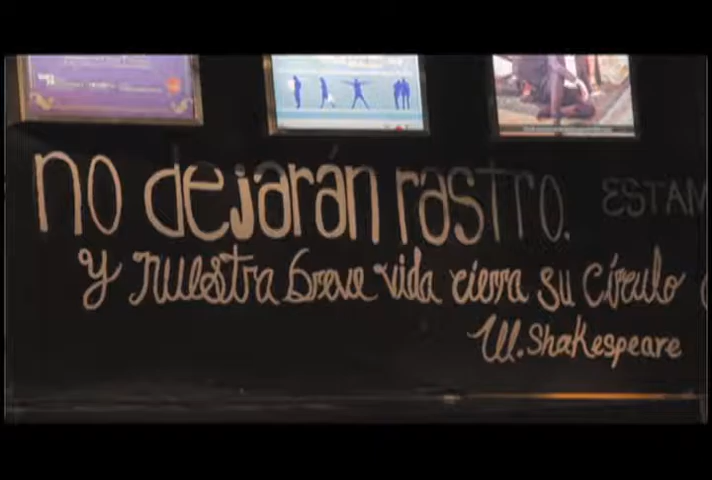 no dejarán rastro. ESTAM
y nuestra breve vida cierra su círculo
W. Shakespeare